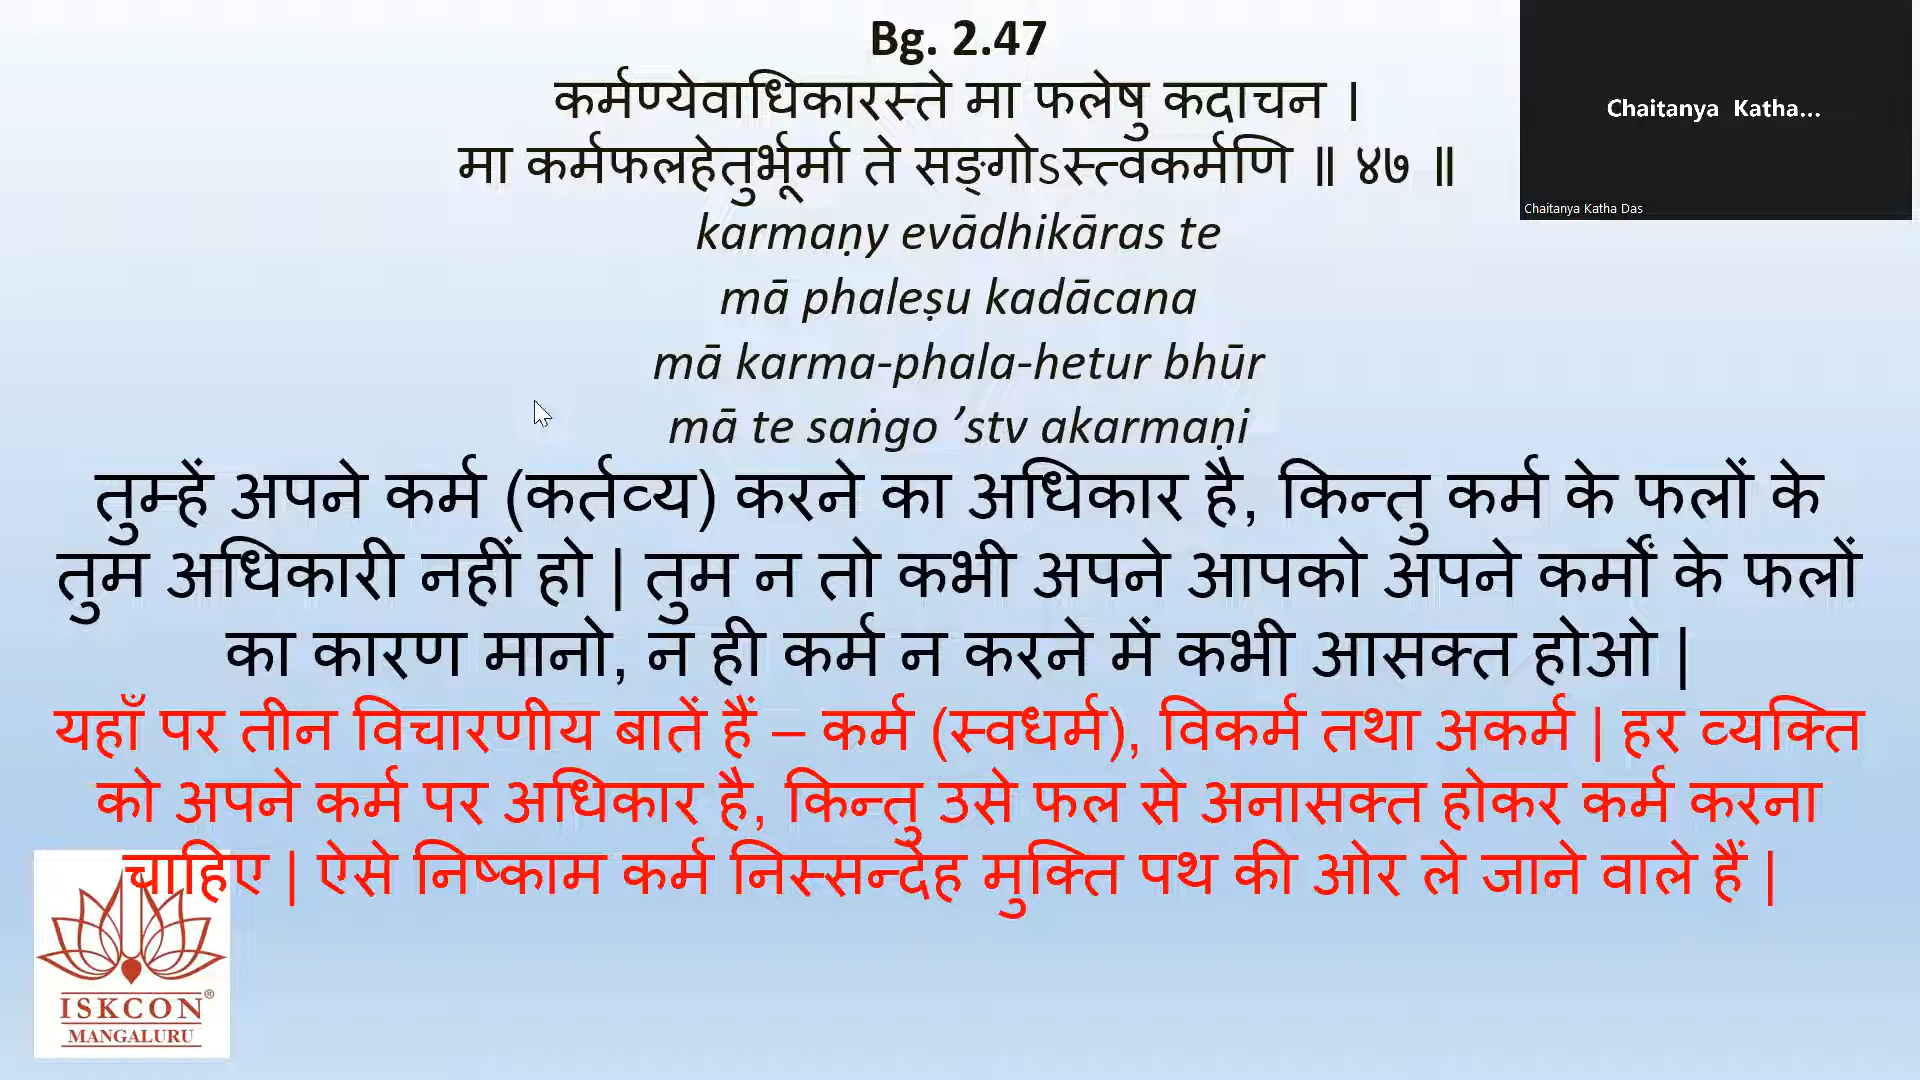 Bg. 2.47
कर्मण्येवाधिकारस्ते मा फलेषु कदाचन ।
मा कर्मफलहेतुर्भूर्मा ते सङ्गोऽस्त्वकर्मणि ॥ ४७ ॥
karmaṇy evādhikāras te
mā phaleṣu kadācana
mā karma-phala-hetur bhūr
mā te saṅgo ’stv akarmaṇi
तुम्हें अपने कर्म (कर्तव्य) करने का अधिकार है, किन्तु कर्म के फलों के
तुम अधिकारी नहीं हो | तुम न तो कभी अपने आपको अपने कर्मों के फलों
का कारण मानो, न ही कर्म न करने में कभी आसक्त होओ |
यहाँ पर तीन विचारणीय बातें हैं – कर्म (स्वधर्म), विकर्म तथा अकर्म | हर व्यक्ति
को अपने कर्म पर अधिकार है, किन्तु उसे फल से अनासक्त होकर कर्म करना
चाहिए | ऐसे निष्काम कर्म निस्सन्देह मुक्ति पथ की ओर ले जाने वाले हैं |
Chaitanya Katha...
Chaitanya Katha Das
ISKCON®
MANGALURU